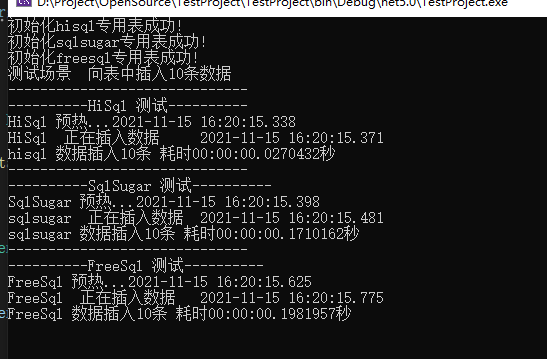 D:\Project\OpenSource\TestProject\TestProject\bin\Debug\net5.0\TestProject.exe
初始化hisql专用表成功!
初始化sqlsugar专用表成功!
初始化freesql专用表成功!
测试场景  向表中插入10条数据
------------------------------
----------HiSql 测试----------
HiSql 预热...2021-11-15 16:20:15.338
HiSql  正在插入数据     2021-11-15 16:20:15.371
hisql 数据插入10条 耗时00:00:00.0270432秒
------------------------------
----------SqlSugar 测试----------
SqlSugar 预热...2021-11-15 16:20:15.398
sqlsugar  正在插入数据  2021-11-15 16:20:15.481
sqlsugar 数据插入10条 耗时00:00:00.1710162秒
------------------------------
----------FreeSql 测试----------
FreeSql 预热...2021-11-15 16:20:15.625
FreeSql  正在插入数据   2021-11-15 16:20:15.775
FreeSql 数据插入10条 耗时00:00:00.1981957秒